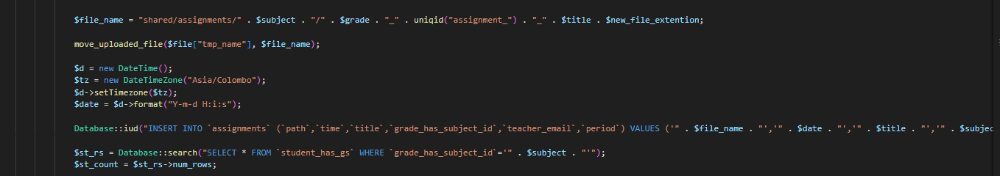 $file_name = "shared/assignments/" . $subject . "/" . $grade . "_" . uniqid("assignment_") . "_" . $title . $new_file_extention;
move_uploaded_file($file["tmp_name"], $file_name);
$d = new DateTime();
$tz = new DateTimeZone("Asia/Colombo");
$d->setTimezone($tz);
$date = $d->format("Y-m-d H:i:s");
Database::iud("INSERT INTO `assignments` (`path`,`time`,`title`,`grade_has_subject_id`,`teacher_email`,`period`) VALUES ('" . $file_name . "','" . $date . "','" . $title . "','" . $subjec
$st_rs = Database::search("SELECT * FROM `student_has_gs` WHERE `grade_has_subject_id`='" . $subject . "'");
$st_count = $st_rs->num_rows;